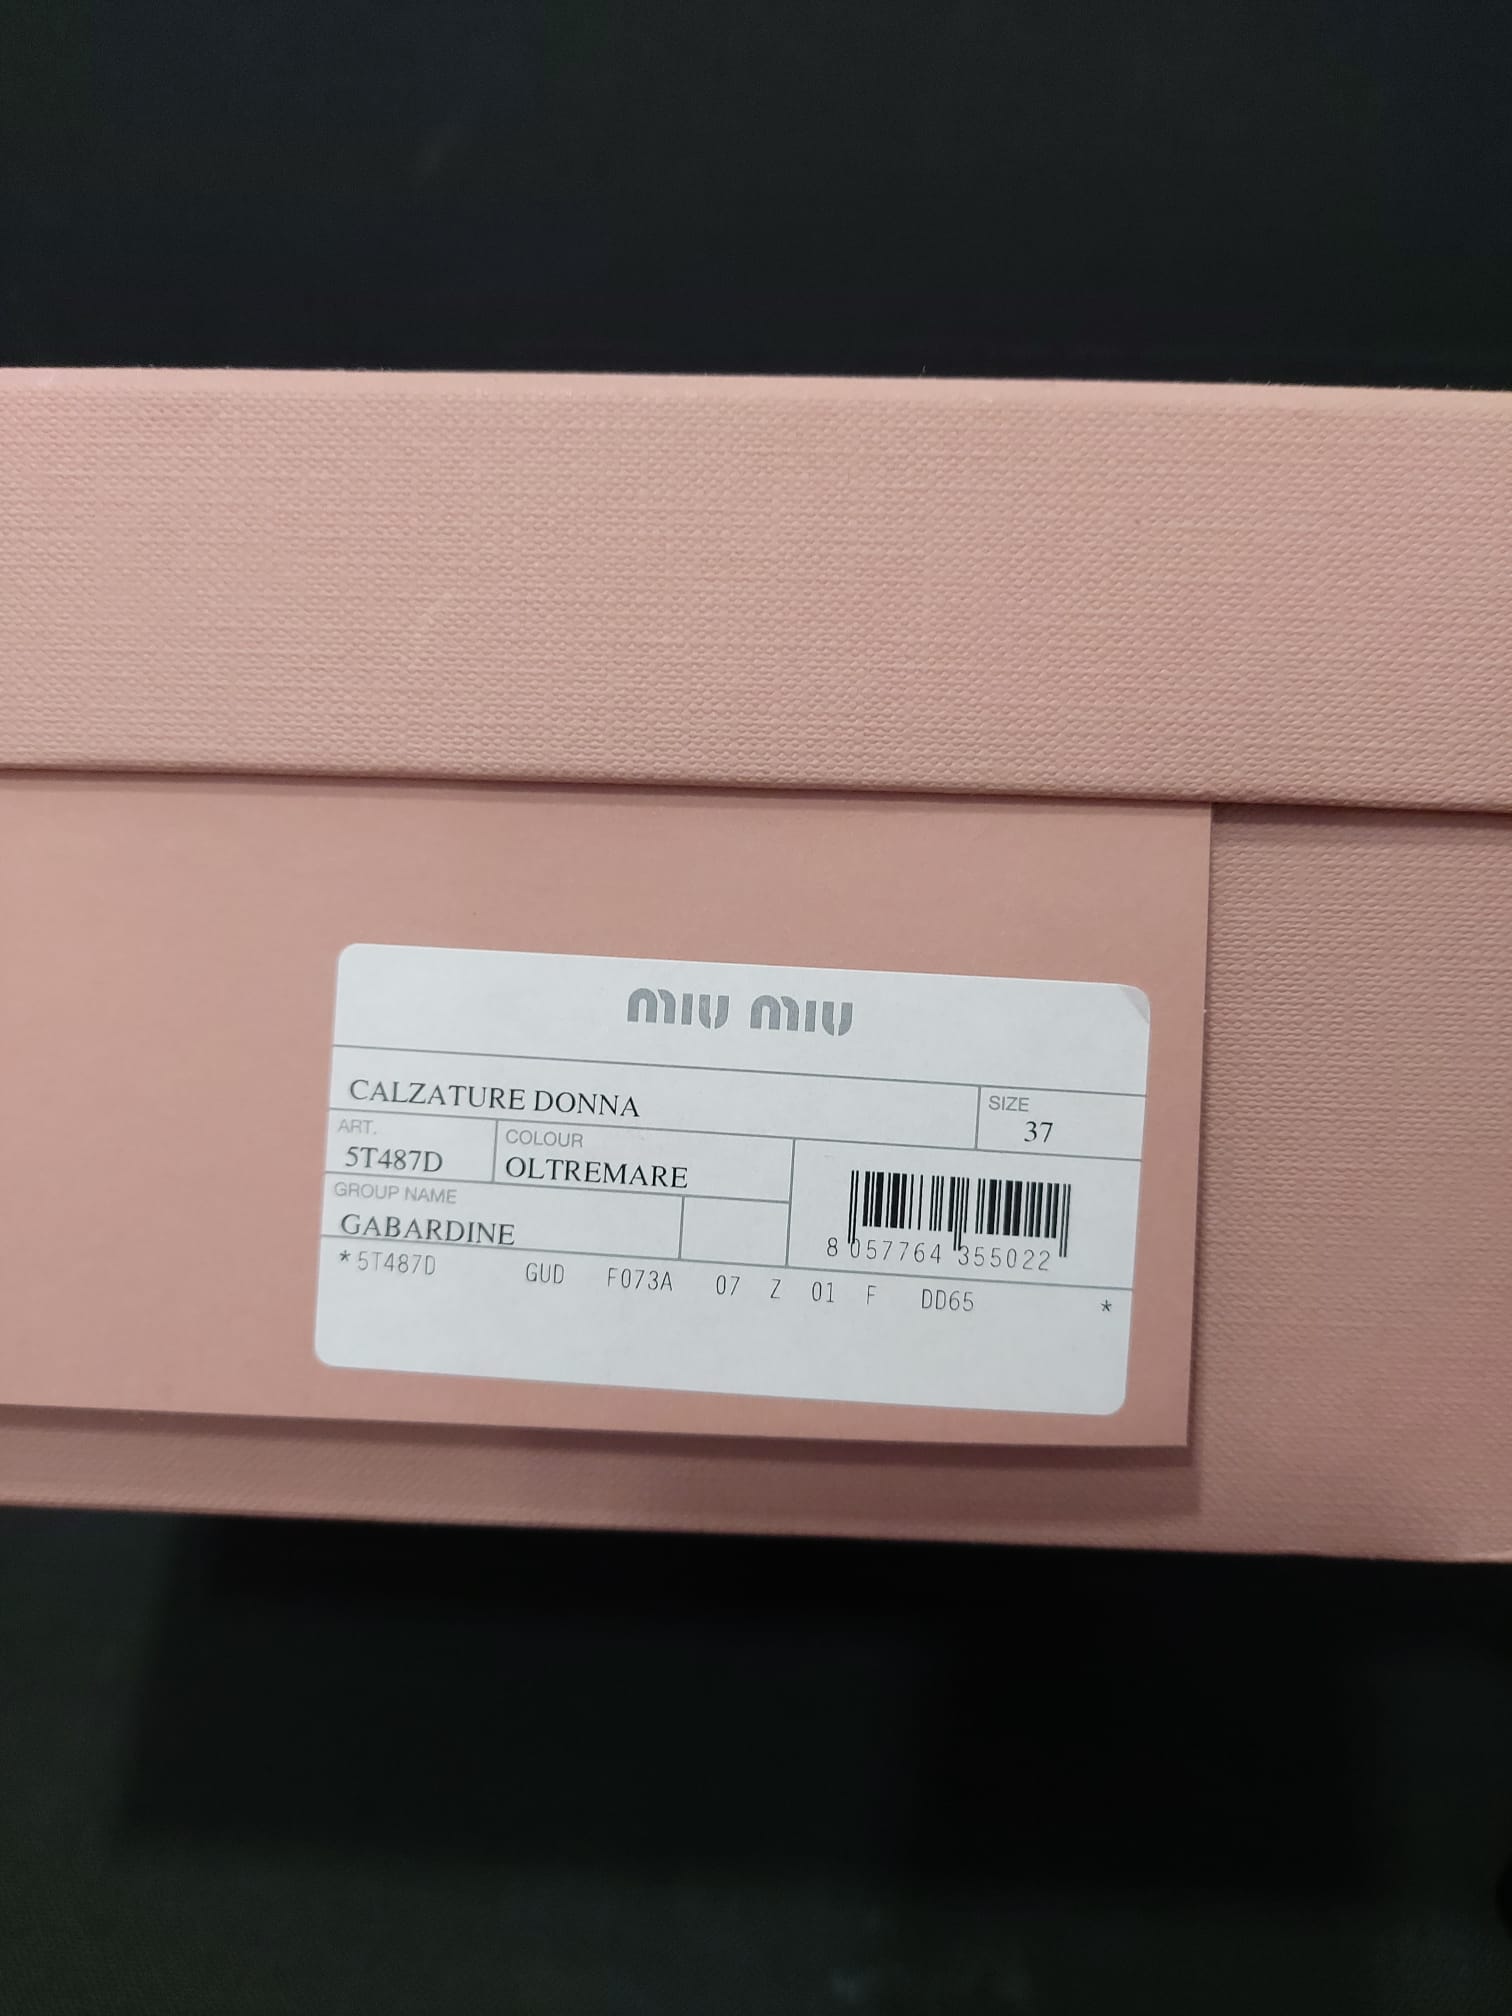 MIU MIU
CALZATURE DONNA
SIZE
37
ART.
5T487D
COLOUR
OLTREMARE
GROUP NAME
GABARDINE
8 057764 355022
*5T487D GUD F073A 07 Z 01 F DD65 *